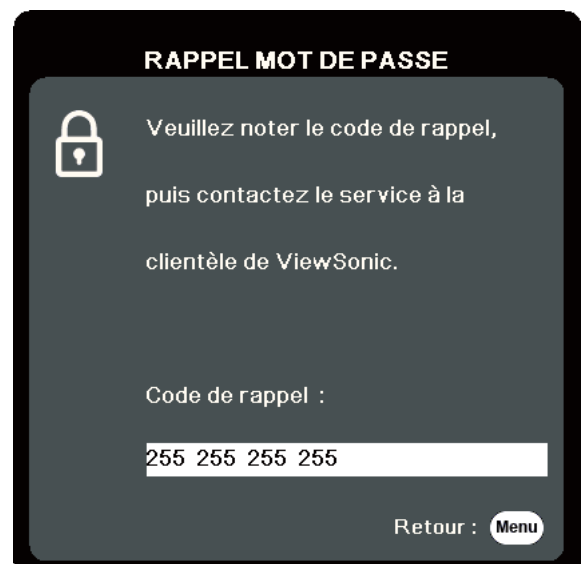 RAPPEL MOT DE PASSE
Veuillez noter le code de rappel,
puis contactez le service à la
clientèle de ViewSonic.
Code de rappel :
255 255 255 255
Retour : Menu